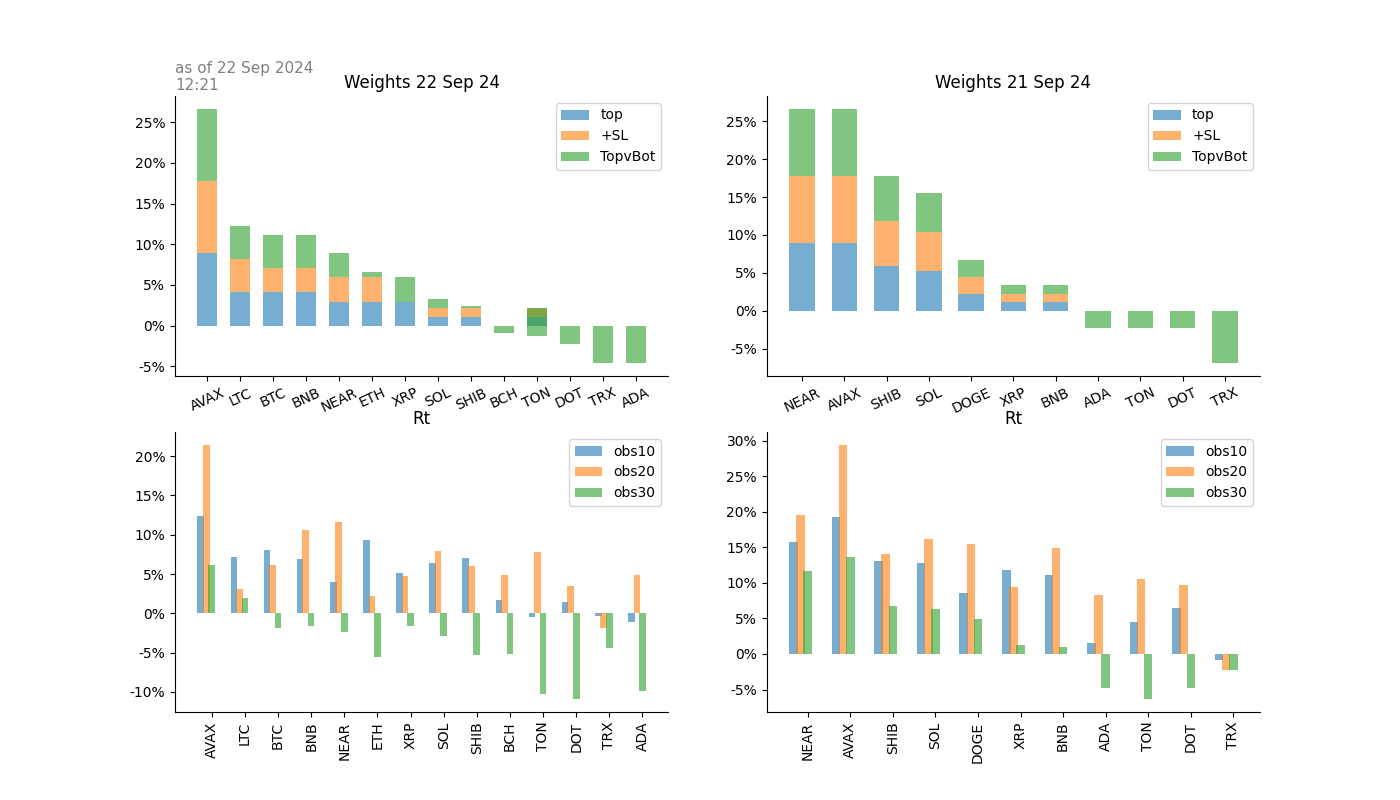 as of 22 Sep 2024
12:21
Weights 22 Sep 24
25%
20%
15%
10%
5%
0%
-5%
top
+SL
TopvBot
AVAX LTC BTC BNB NEAR ETH XRP SOL SHIB BCH TON DOT TRX ADA
Weights 21 Sep 24
25%
20%
15%
10%
5%
0%
-5%
top
+SL
TopvBot
NEAR AVAX SHIB SOL DOGE XRP BNB ADA TON DOT TRX
Rt
20%
15%
10%
5%
0%
-5%
-10%
obs10
obs20
obs30
AVAX LTC BTC BNB NEAR ETH XRP SOL SHIB BCH TON DOT TRX ADA
Rt
30%
25%
20%
15%
10%
5%
0%
-5%
obs10
obs20
obs30
NEAR AVAX SHIB SOL DOGE XRP BNB ADA TON DOT TRX